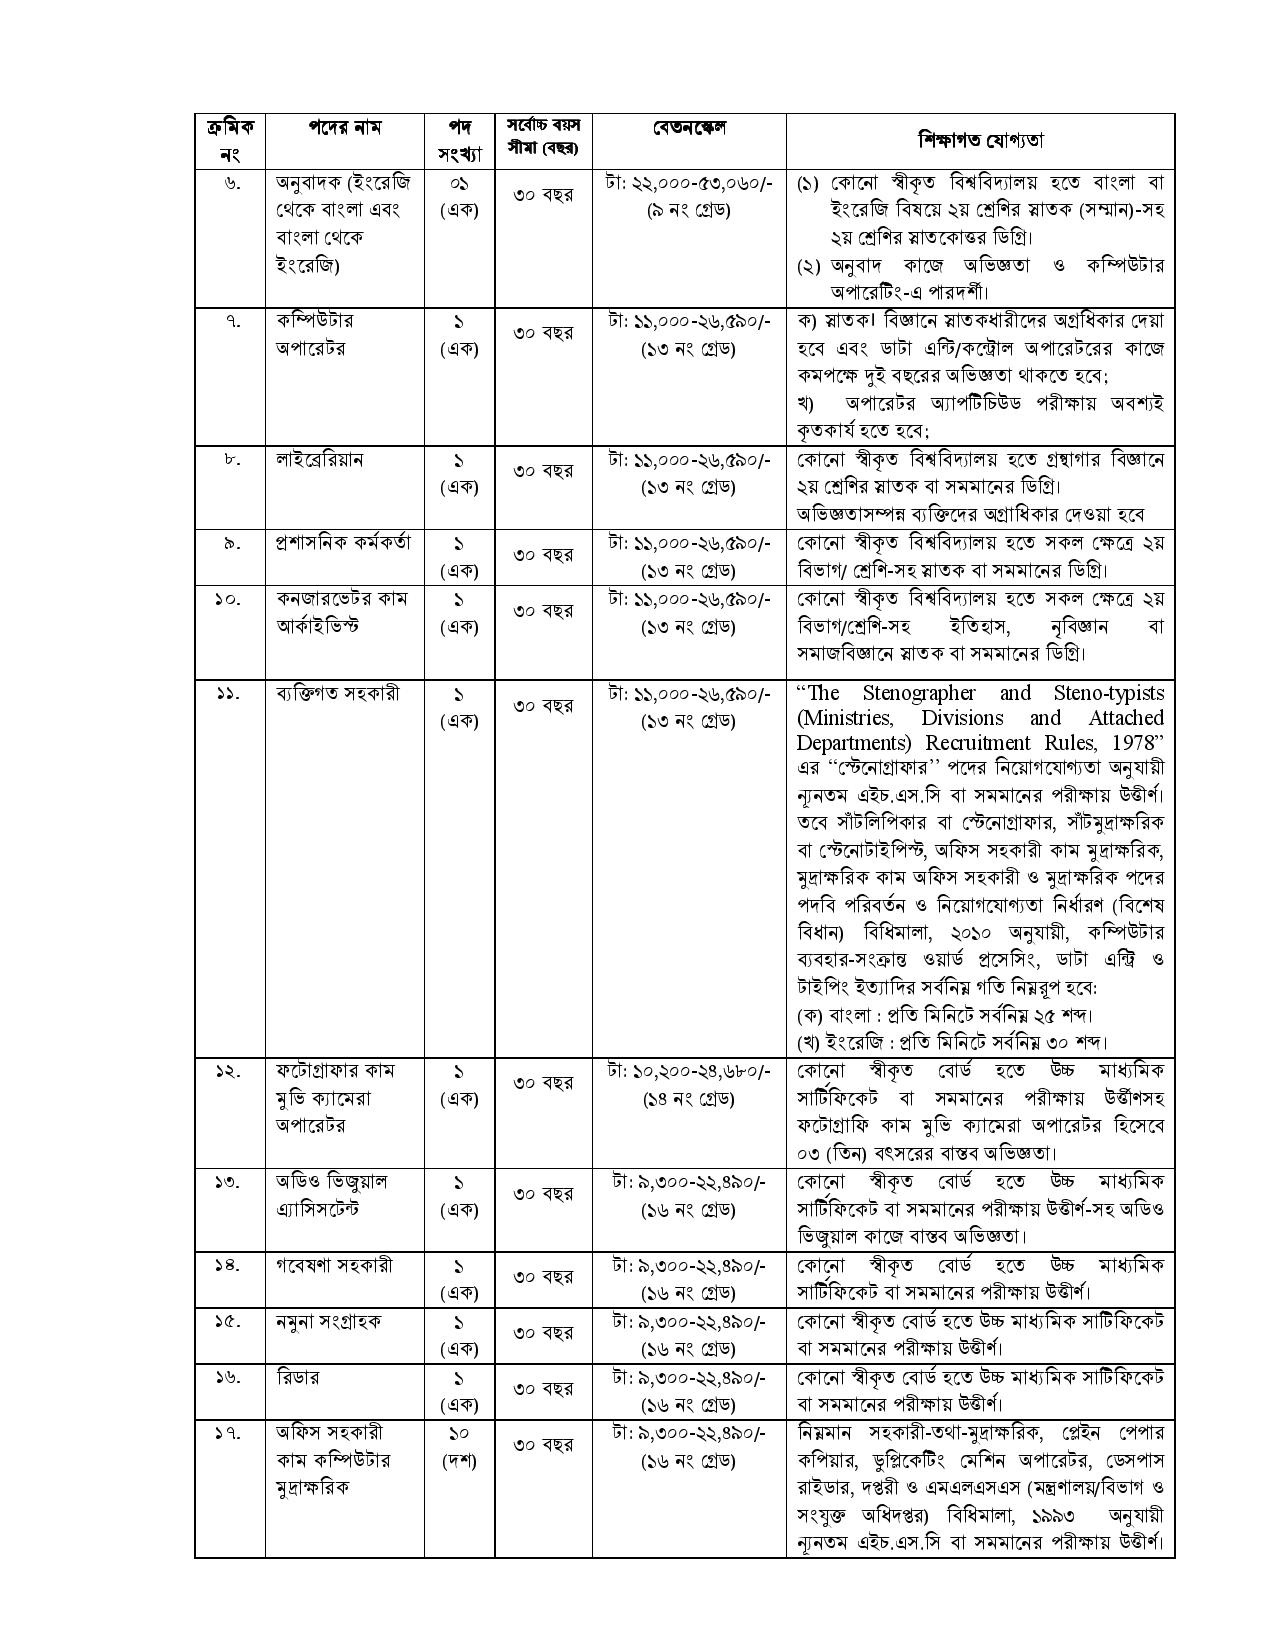 ক্রমিক নং
পদের নাম
পদ সংখ্যা
সর্বোচ্চ বয়স সীমা (বছর)
বেতনস্কেল
শিক্ষাগত যোগ্যতা
৬.
অনুবাদক (ইংরেজি
থেকে বাংলা এবং
বাংলা থেকে
ইংরেজি)
০১
(এক)
৩০ বছর
টা: ২২,০০০-৫৩,০৬০/-
(৯ নং গ্রেড)
(১) কোনো স্বীকৃত বিশ্ববিদ্যালয় হতে বাংলা বা
ইংরেজি বিষয়ে ২য় শ্রেণির স্নাতক (সম্মান)-সহ
২য় শ্রেণির স্নাতকোত্তর ডিগ্রি।
(২) অনুবাদ কাজে অভিজ্ঞতা ও কম্পিউটার
অপারেটিং-এ পারদর্শী।
৭.
কম্পিউটার
অপারেটর
১
(এক)
৩০ বছর
টা: ১১,০০০-২৬,৫৯০/-
(১৩ নং গ্রেড)
ক) স্নাতক। বিজ্ঞানে স্নাতকধারীদের অগ্রধিকার দেয়া
হবে এবং ডাটা এন্টি/কন্ট্রোল অপারেটরের কাজে
কমপক্ষে দুই বছরের অভিজ্ঞতা থাকতে হবে;
খ) অপারেটর অ্যাপটিচিউড পরীক্ষায় অবশ্যই
কৃতকার্য হতে হবে;
৮.
লাইব্রেরিয়ান
১
(এক)
৩০ বছর
টা: ১১,০০০-২৬,৫৯০/-
(১৩ নং গ্রেড)
কোনো স্বীকৃত বিশ্ববিদ্যালয় হতে গ্রন্থাগার বিজ্ঞানে
২য় শ্রেণির স্নাতক বা সমমানের ডিগ্রি।
অভিজ্ঞতাসম্পন্ন ব্যক্তিদের অগ্রাধিকার দেওয়া হবে
৯.
প্রশাসনিক কর্মকর্তা
১
(এক)
৩০ বছর
টা: ১১,০০০-২৬,৫৯০/-
(১৩ নং গ্রেড)
কোনো স্বীকৃত বিশ্ববিদ্যালয় হতে সকল ক্ষেত্রে ২য়
বিভাগ/ শ্রেণি-সহ স্নাতক বা সমমানের ডিগ্রি।
১০.
কনজারভেটর কাম
আর্কাইভিস্ট
১
(এক)
৩০ বছর
টা: ১১,০০০-২৬,৫৯০/-
(১৩ নং গ্রেড)
কোনো স্বীকৃত বিশ্ববিদ্যালয় হতে সকল ক্ষেত্রে ২য়
বিভাগ/শ্রেণি-সহ ইতিহাস, নৃবিজ্ঞান বা
সমাজবিজ্ঞানে স্নাতক বা সমমানের ডিগ্রি।
১১.
ব্যক্তিগত সহকারী
১
(এক)
৩০ বছর
টা: ১১,০০০-২৬,৫৯০/-
(১৩ নং গ্রেড)
“The Stenographer and Steno-typists
(Ministries, Divisions and Attached
Departments) Recruitment Rules, 1978”
এর “স্টেনোগ্রাফার” পদের নিয়োগযোগ্যতা অনুযায়ী
ন্যূনতম এইচ.এস.সি বা সমমানের পরীক্ষায় উত্তীর্ণ।
তবে সাঁটলিপিকার বা স্টেনোগ্রাফার, সাঁটমুদ্রাক্ষরিক
বা স্টেনোটাইপিস্ট, অফিস সহকারী কাম মুদ্রাক্ষরিক,
মুদ্রাক্ষরিক কাম অফিস সহকারী ও মুদ্রাক্ষরিক পদের
পদবি পরিবর্তন ও নিয়োগযোগ্যতা নির্ধারণ (বিশেষ
বিধান) বিধিমালা, ২০১০ অনুযায়ী, কম্পিউটার
ব্যবহার-সংক্রান্ত ওয়ার্ড প্রসেসিং, ডাটা এন্ট্রি ও
টাইপিং ইত্যাদির সর্বনিম্ন গতি নিম্নরূপ হবে:
(ক) বাংলা : প্রতি মিনিটে সর্বনিম্ন ২৫ শব্দ।
(খ) ইংরেজি : প্রতি মিনিটে সর্বনিম্ন ৩০ শব্দ।
১২.
ফটোগ্রাফার কাম
মুভি ক্যামেরা
অপারেটর
১
(এক)
৩০ বছর
টা: ১০,২০০-২৪,৬৮০/-
(১৪ নং গ্রেড)
কোনো স্বীকৃত বোর্ড হতে উচ্চ মাধ্যমিক
সার্টিফিকেট বা সমমানের পরীক্ষায় উর্ত্তীণসহ
ফটোগ্রাফি কাম মুভি ক্যামেরা অপারেটর হিসেবে
০৩ (তিন) বৎসরের বাস্তব অভিজ্ঞতা।
১৩.
অডিও ভিজুয়াল
এ্যাসিসটেন্ট
১
(এক)
৩০ বছর
টা: ৯,৩০০-২২,৪৯০/-
(১৬ নং গ্রেড)
কোনো স্বীকৃত বোর্ড হতে উচ্চ মাধ্যমিক
সার্টিফিকেট বা সমমানের পরীক্ষায় উত্তীর্ণ-সহ অডিও
ভিজুয়াল কাজে বাস্তব অভিজ্ঞতা।
১৪.
গবেষণা সহকারী
১
(এক)
৩০ বছর
টা: ৯,৩০০-২২,৪৯০/-
(১৬ নং গ্রেড)
কোনো স্বীকৃত বোর্ড হতে উচ্চ মাধ্যমিক
সার্টিফিকেট বা সমমানের পরীক্ষায় উত্তীর্ণ।
১৫.
নমুনা সংগ্রাহক
১
(এক)
৩০ বছর
টা: ৯,৩০০-২২,৪৯০/-
(১৬ নং গ্রেড)
কোনো স্বীকৃত বোর্ড হতে উচ্চ মাধ্যমিক সাটিফিকেট
বা সমমানের পরীক্ষায় উত্তীর্ণ।
১৬.
রিডার
১
(এক)
৩০ বছর
টা: ৯,৩০০-২২,৪৯০/-
(১৬ নং গ্রেড)
কোনো স্বীকৃত বোর্ড হতে উচ্চ মাধ্যমিক সাটিফিকেট
বা সমমানের পরীক্ষায় উত্তীর্ণ।
১৭.
অফিস সহকারী
কাম কম্পিউটার
মুদ্রাক্ষরিক
১০
(দশ)
৩০ বছর
টা: ৯,৩০০-২২,৪৯০/-
(১৬ নং গ্রেড)
নিম্নমান সহকারী-তথা-মুদ্রাক্ষরিক, প্লেইন পেপার
কপিয়ার, ডুপ্লিকেটিং মেশিন অপারেটর, ডেসপাস
রাইডার, দপ্তরী ও এমএলএসএস (মন্ত্রণালয়/বিভাগ ও
সংযুক্ত অধিদপ্তর) বিধিমালা, ১৯৯৩ অনুযায়ী
ন্যূনতম এইচ.এস.সি বা সমমানের পরীক্ষায় উত্তীর্ণ।